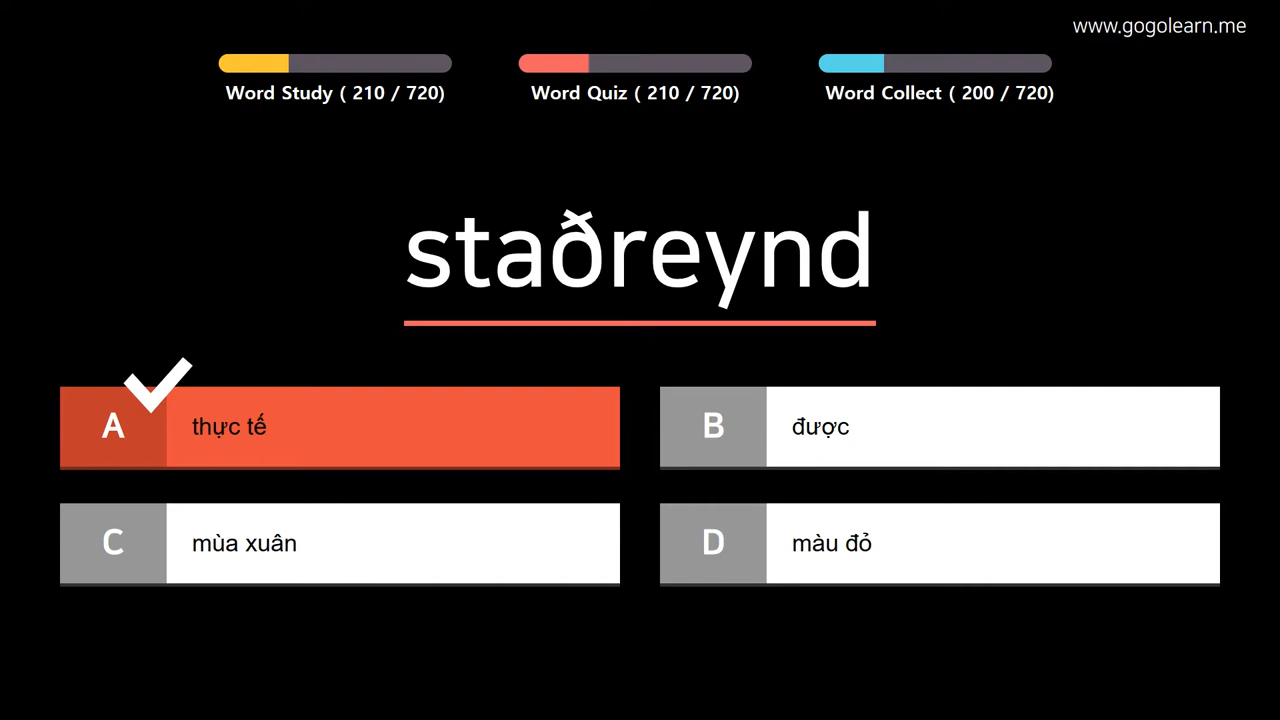 www.gogolearn.me
Word Study ( 210 / 720)
Word Quiz ( 210 / 720)
Word Collect ( 200 / 720)
staðreynd
A thực tế
B được
C mùa xuân
D màu đỏ